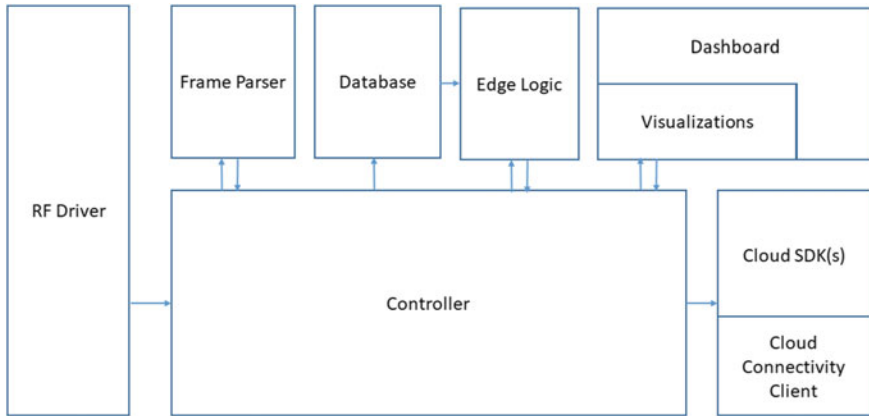 RF Driver
Frame Parser
Database
Edge Logic
Dashboard
Visualizations
Controller
Cloud SDK(s)
Cloud
Connectivity
Client